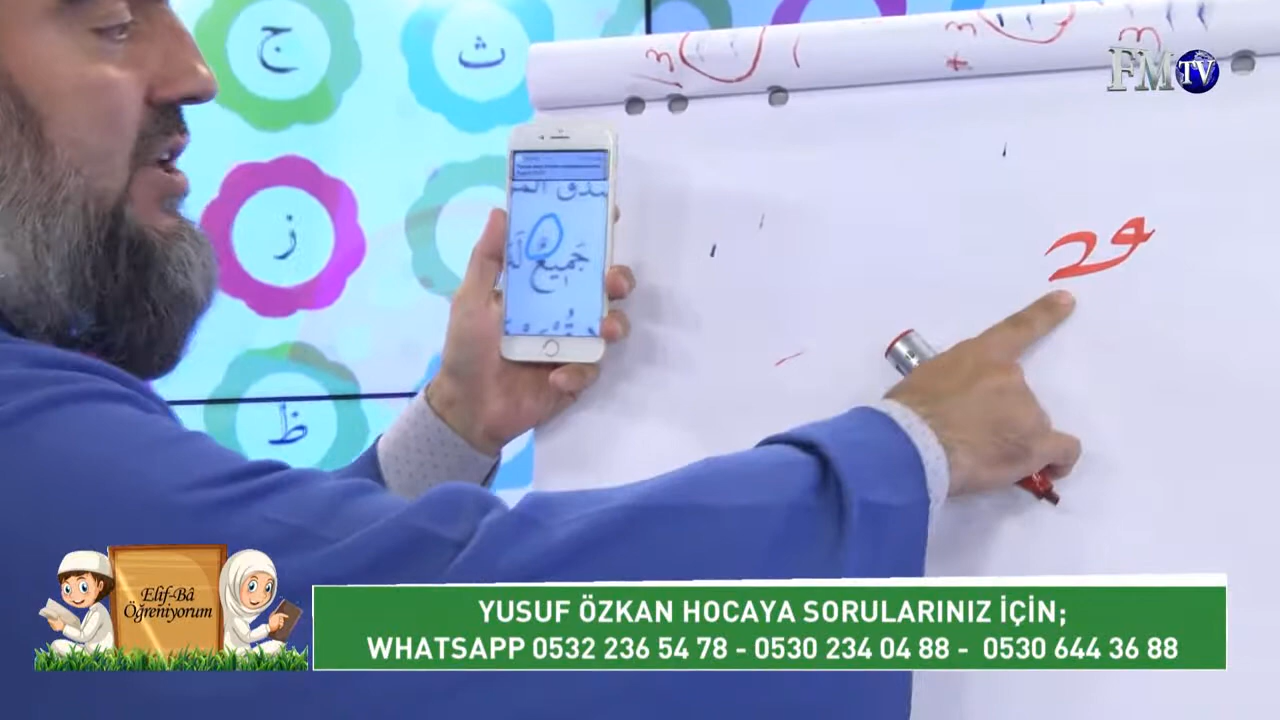 ج
ث
ز
ظ
FM TV
جَمِيعٌ
Elif-Bâ
Öğreniyorum
YUSUF ÖZKAN HOCAYA SORULARINIZ İÇİN;
WHATSAPP 0532 236 54 78 - 0530 234 04 88 - 0530 644 36 88